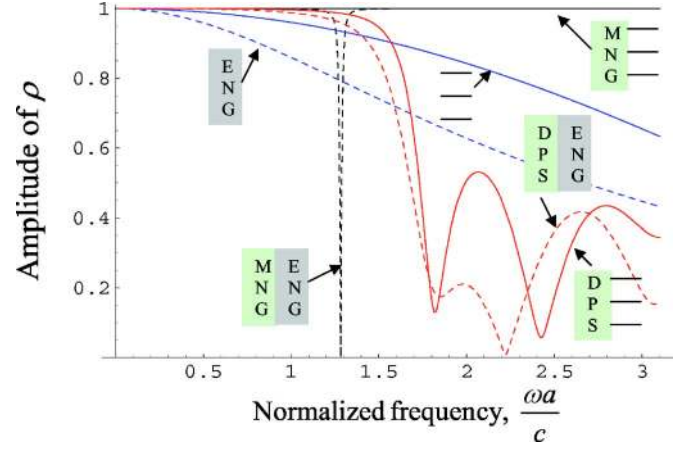 1
0.8
0.6
0.4
0.2
0.5
1
1.5
2
2.5
3
Amplitude of ρ
Normalized frequency, ωa/c
E
N
G
M
N
G
D
P
S
E
N
G
M
N
G
E
N
G
D
P
S